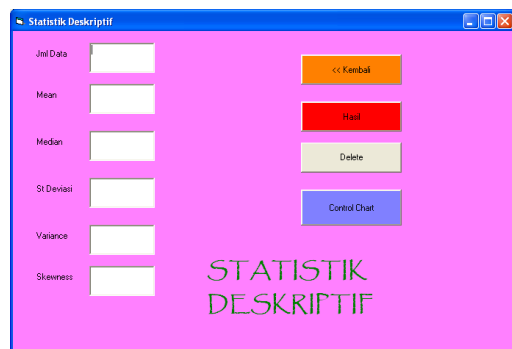 Statistik Deskriptif
Jml Data
<< Kembali
Mean
Hasil
Median
Delete
St Deviasi
Control Chart
Variance
Skewness
STATISTIK
DESKRIPTIF